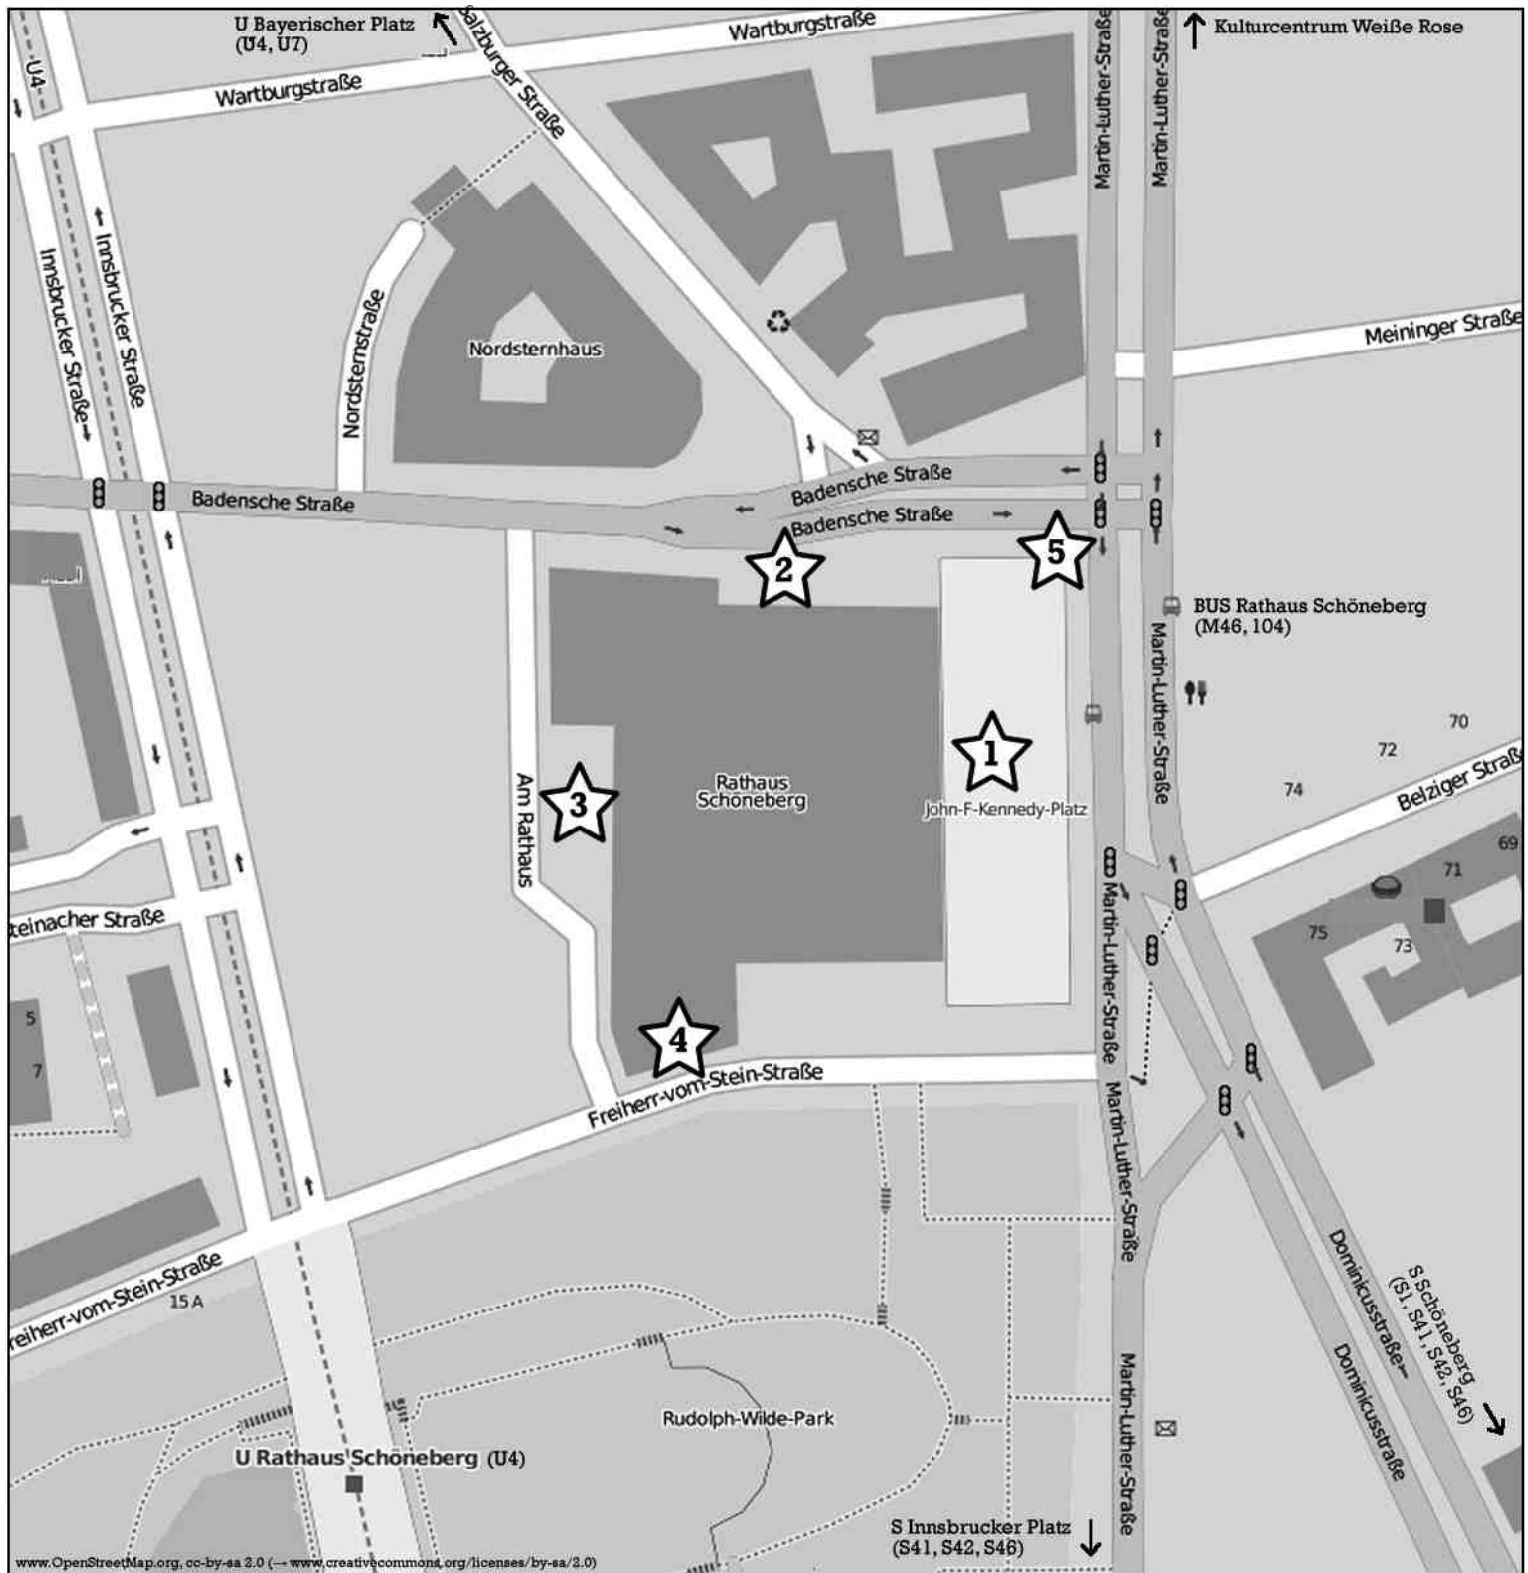 U Bayerischer Platz
(U4, U7)
Salzburger Straße
Wartburgstraße
Martin-Luther-Straße
Martin-Luther-Straße
Kulturcentrum Weiße Rose
U4
Wartburgstraße
Innsbrucker Straße
Innsbrucker Straße
Nordsternstraße
Nordsternhaus
Meininger Straße
Badensche Straße
Badensche Straße
Badensche Straße
5
2
BUS Rathaus Schöneberg
(M46, 104)
Martin-Luther-Straße
70
72
74
1
Belziger Straß
Am Rathaus
3
Rathaus
Schöneberg
John-F-Kennedy-Platz
69
71
75
73
teinacher Straße
Martin-Luther-Straße
5
7
4
Freiherr-vom-Stein-Straße
Martin-Luther-Straße
reiherr-vom-Stein-Straße
15 A
Dominicusstraße
S Schöneberg
(S1, S41, S42, S46)
Dominicusstraße
Rudolph-Wilde-Park
Martin-Luther-Straße
U Rathaus Schöneberg (U4)
S Innsbrucker Platz
(S41, S42, S46)
www.OpenStreetMap.org, cc-by-sa 2.0 (→ www.creativecommons.org/licenses/by-sa/2.0)